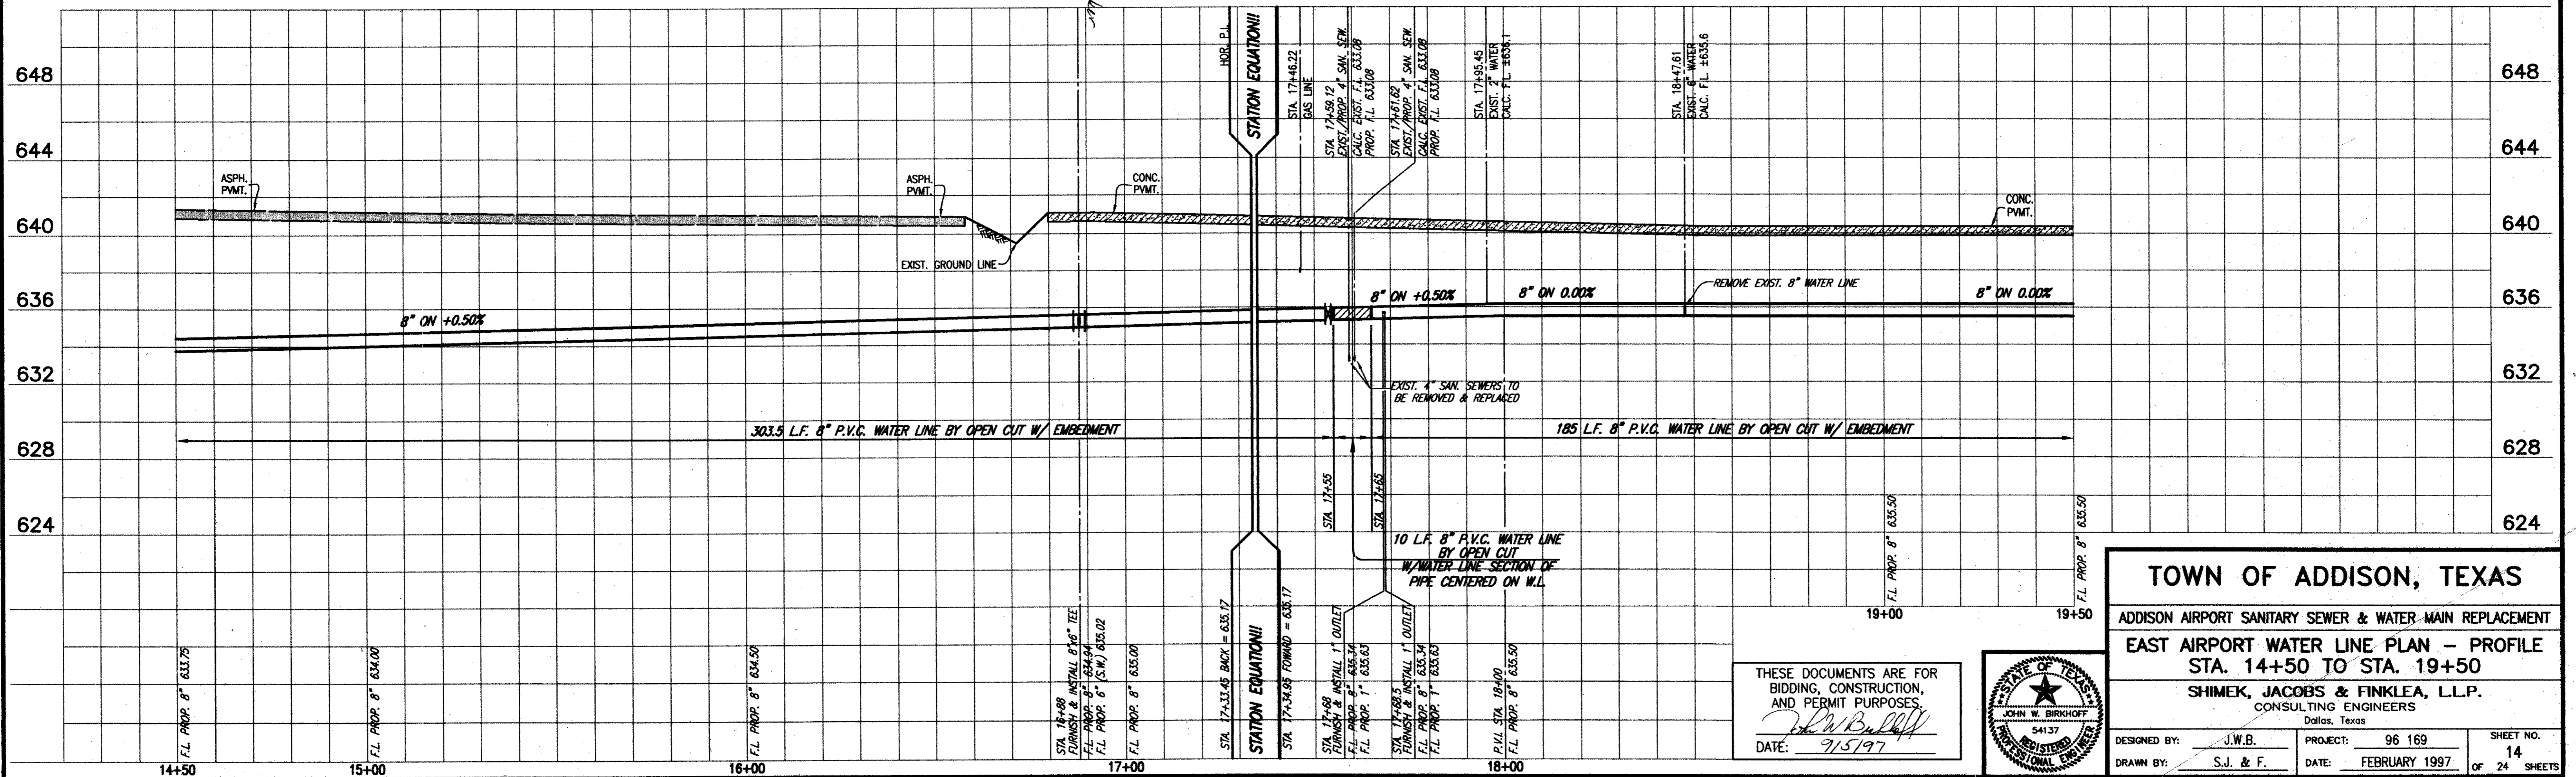 HOR. P.I.
STATION EQUATION!!
STA. 17+46.22
GAS LINE
STA. 17+59.12
EXIST./PROP. 4" SAN. SEW.
CALC. EXIST. F.L. 633.08
PROP. F.L. 633.08
STA. 17+61.62
EXIST./PROP. 4" SAN. SEW.
CALC. EXIST. F.L. 633.08
PROP. F.L. 633.08
STA. 17+95.45
EXIST. 2" WATER
CALC. F.L. ±636.1
STA. 18+47.61
EXIST. 6" WATER
CALC. F.L. ±635.6
648
648
644
644
ASPH.
PVMT.
ASPH.
PVMT.
CONC.
PVMT.
CONC.
PVMT.
640
640
EXIST. GROUND LINE
REMOVE EXIST. 8" WATER LINE
636
636
8" ON +0.50%
8" ON +0.50%
8" ON 0.00%
8" ON 0.00%
632
632
EXIST. 4" SAN. SEWERS TO
BE REMOVED & REPLACED
303.5 L.F. 8" P.V.C. WATER LINE BY OPEN CUT W/ EMBEDMENT
185 L.F. 8" P.V.C. WATER LINE BY OPEN CUT W/ EMBEDMENT
628
628
STA. 17+55
STA. 17+65
624
624
10 L.F. 8" P.V.C. WATER LINE
BY OPEN CUT
W/WATER LINE SECTION OF
PIPE CENTERED ON W.L.
F.L. PROP. 8" 633.75
F.L. PROP. 8" 634.00
F.L. PROP. 8" 634.50
STA. 16+88
FURNISH & INSTALL 8"x6" TEE
F.L. PROP. 8" 634.94
F.L. PROP. 6" (S.W.) 635.02
F.L. PROP. 8" 635.00
STA. 17+33.45 BACK = 635.17
STATION EQUATION!!
STA. 17+34.95 FOWARD = 635.17
STA. 17+68
FURNISH & INSTALL 1" OUTLET
F.L. PROP. 8" 635.34
F.L. PROP. 1" 635.63
STA. 17+68.5
FURNISH & INSTALL 1" OUTLET
F.L. PROP. 8" 635.34
F.L. PROP. 1" 635.63
P.V.I. STA. 18+00
F.L. PROP. 8" 635.50
F.L. PROP. 8" 635.50
F.L. PROP. 8" 635.50
14+50
15+00
16+00
17+00
18+00
19+00
19+50
THESE DOCUMENTS ARE FOR
BIDDING, CONSTRUCTION,
AND PERMIT PURPOSES.
John W Birkhoff
DATE: 9/5/97
STATE OF TEXAS
JOHN W. BIRKHOFF
54137
REGISTERED
PROFESSIONAL ENGINEER
TOWN OF ADDISON, TEXAS
ADDISON AIRPORT SANITARY SEWER & WATER MAIN REPLACEMENT
EAST AIRPORT WATER LINE PLAN – PROFILE
STA. 14+50 TO STA. 19+50
SHIMEK, JACOBS & FINKLEA, L.L.P.
CONSULTING ENGINEERS
Dallas, Texas
DESIGNED BY: J.W.B. PROJECT: 96 169 SHEET NO.
14
DRAWN BY: S.J. & F. DATE: FEBRUARY 1997 OF 24 SHEETS